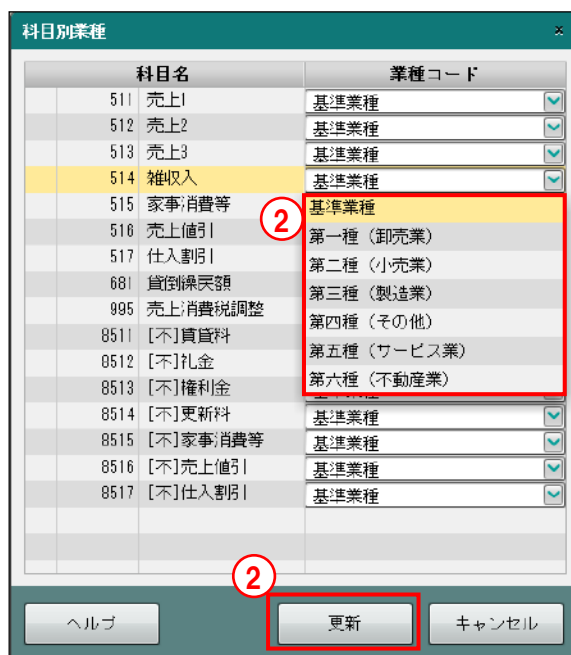 科目別業種 ×
科目名 業種コード
511 売上1 基準業種
512 売上2 基準業種
513 売上3 基準業種
514 雑収入 基準業種
515 家事消費等
516 売上値引
517 仕入割引
681 貸倒繰戻額
995 売上消費税調整
8511 [不]賃貸料
8512 [不]礼金
8513 [不]権利金
② 基準業種
第一種（卸売業）
第二種（小売業）
第三種（製造業）
第四種（その他）
第五種（サービス業）
第六種（不動産業）
8514 [不]更新料 基準業種
8515 [不]家事消費等 基準業種
8516 [不]売上値引 基準業種
8517 [不]仕入割引 基準業種
②
ヘルプ 更新 キャンセル